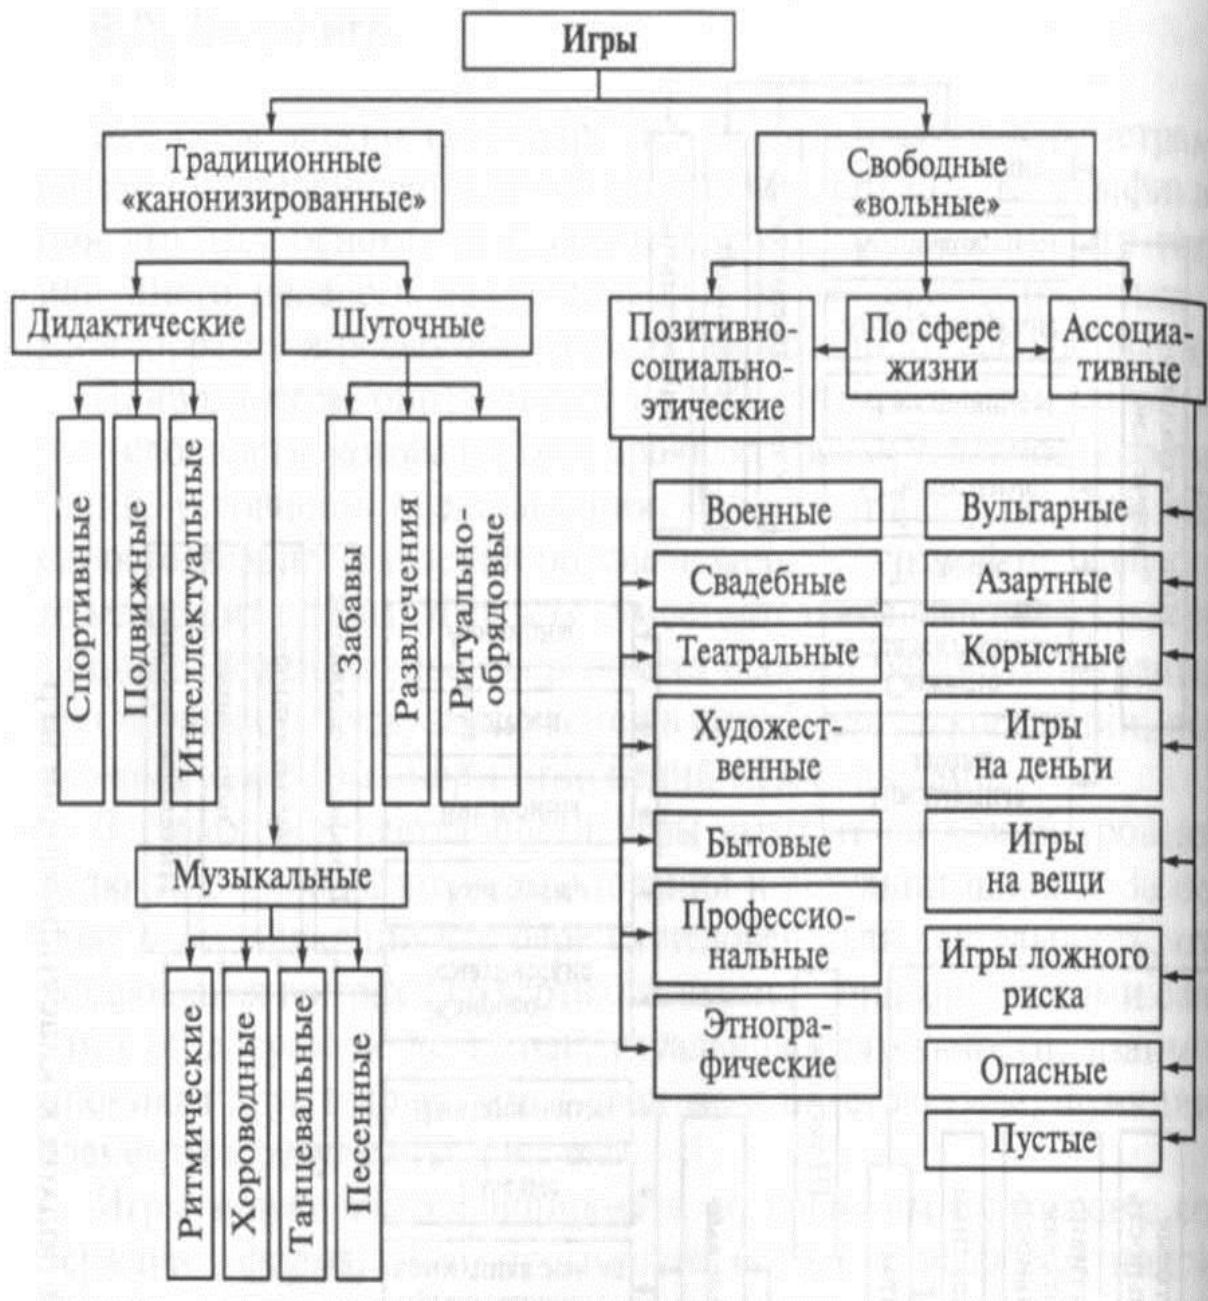 Игры
Традиционные
«канонизированные»
Свободные
«вольные»
Дидактические
Шуточные
Позитивно-
социально-
этические
По сфере
жизни
Ассоциа-
тивные
Спортивные
Подвижные
Интеллектуальные
Забавы
Развлечения
Ритуально-
обрядовые
Музыкальные
Ритмические
Хороводные
Танцевальные
Песенные
Военные
Свадебные
Театральные
Художест-
венные
Бытовые
Профессио-
нальные
Этногра-
фические
Вульгарные
Азартные
Корыстные
Игры
на деньги
Игры
на вещи
Игры ложного
риска
Опасные
Пустые